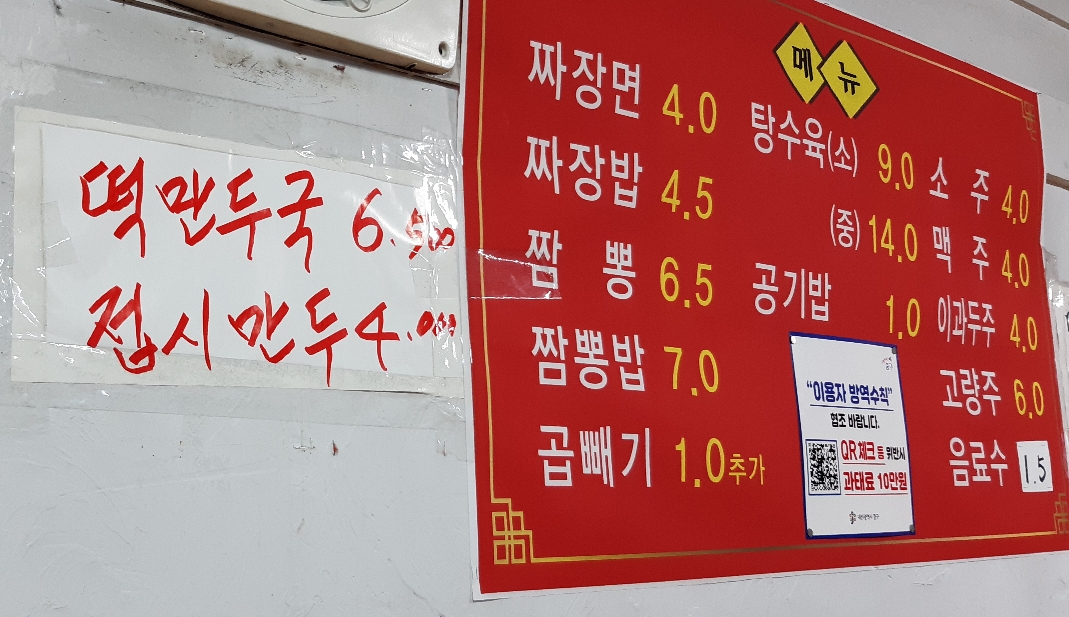 떡만두국 6.500
접시만두 4.000
메뉴
짜장면 4.0
짜장밥 4.5
짬 뽕 6.5
짬뽕밥 7.0
곱빼기 1.0 추가
탕수육(소) 9.0
(중) 14.0
공기밥 1.0
소 주 4.0
맥 주 4.0
이과두주 4.0
고량주 6.0
음료수 1.5
"이용자 방역수칙"
협조 바랍니다.
QR체크 등 위반시
과태료 10만원